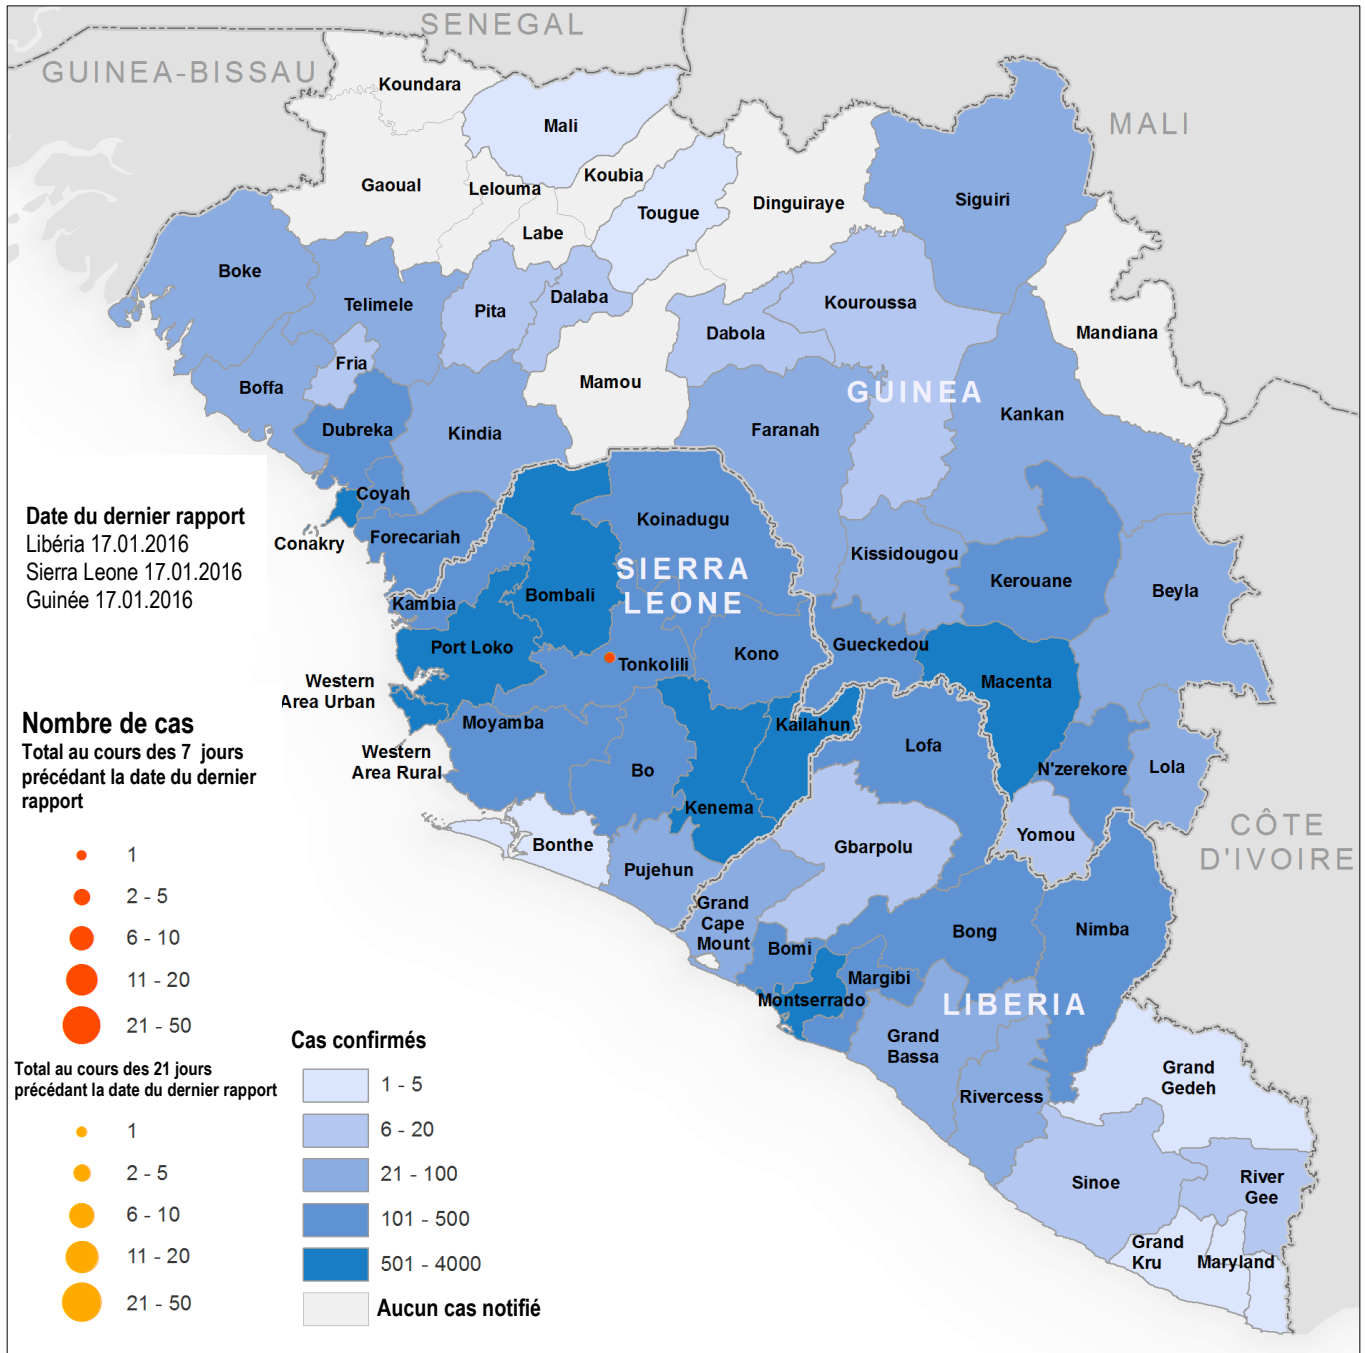 SENEGAL
GUINEA-BISSAU
MALI
Koundara
Mali
Gaoual
Lelouma
Koubia
Labe
Tougue
Dinguiraye
Siguiri
Boke
Telimele
Pita
Dalaba
Dabola
Kouroussa
Mandiana
Fria
Boffa
Mamou
GUINEA
Dubreka
Kindia
Faranah
Kankan
Coyah
Conakry
Forecariah
Koinadugu
Kissidougou
Kerouane
Beyla
SIERRA
LEONE
Kambia
Bombali
Port Loko
Tonkolili
Kono
Gueckedou
Macenta
Western
Area Urban
Western
Area Rural
Moyamba
Bo
Kenema
Kailahun
Lofa
N'zerekore
Lola
Yomou
Bonthe
Pujehun
Gbarpolu
CÔTE
D'IVOIRE
Grand
Cape
Mount
Bomi
Bong
Nimba
Margibi
Montserrado
LIBERIA
Grand
Bassa
Rivercess
Grand
Gedeh
Sinoe
River
Gee
Grand
Kru
Maryland
Date du dernier rapport
Libéria 17.01.2016
Sierra Leone 17.01.2016
Guinée 17.01.2016
Nombre de cas
Total au cours des 7 jours
précédant la date du dernier
rapport
1
2 - 5
6 - 10
11 - 20
21 - 50
Total au cours des 21 jours
précédant la date du dernier rapport
1
2 - 5
6 - 10
11 - 20
21 - 50
Cas confirmés
1 - 5
6 - 20
21 - 100
101 - 500
501 - 4000
Aucun cas notifié